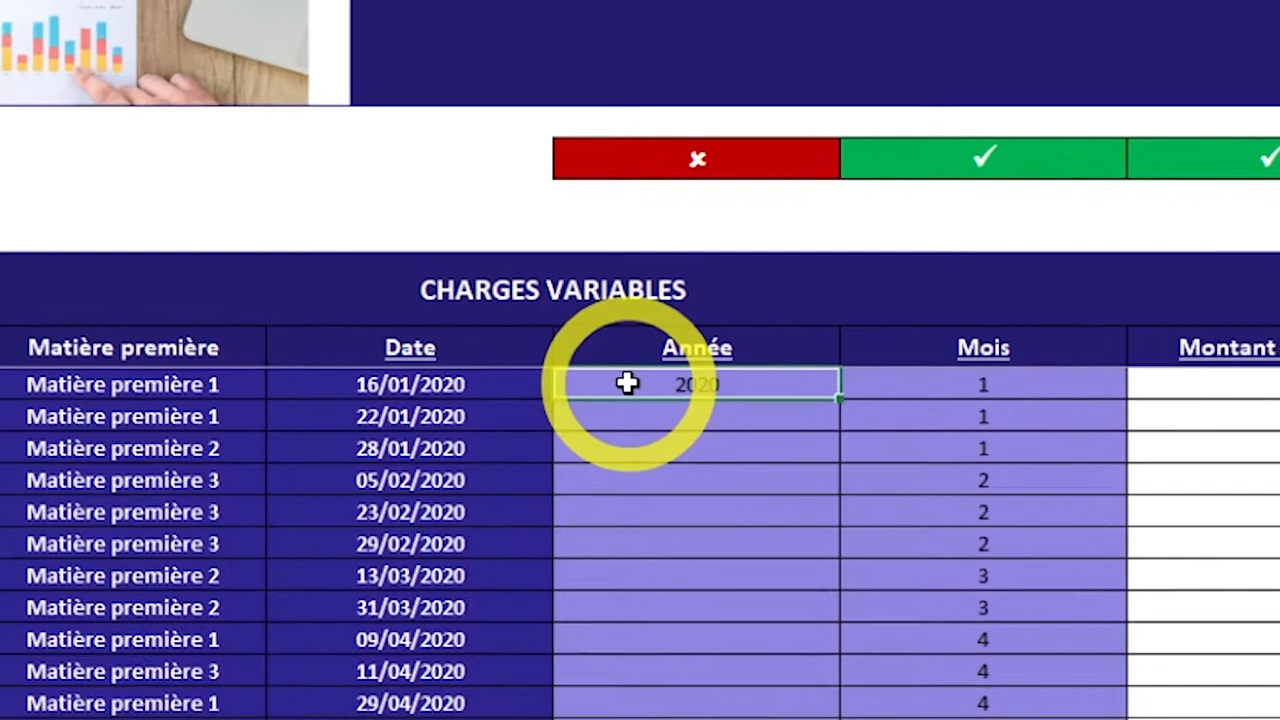 ✘ ✓ ✓
CHARGES VARIABLES
Matière première Date Année Mois Montant
Matière première 1 16/01/2020 2020 1
Matière première 1 22/01/2020 1
Matière première 2 28/01/2020 1
Matière première 3 05/02/2020 2
Matière première 3 23/02/2020 2
Matière première 3 29/02/2020 2
Matière première 2 13/03/2020 3
Matière première 2 31/03/2020 3
Matière première 1 09/04/2020 4
Matière première 3 11/04/2020 4
Matière première 1 29/04/2020 4